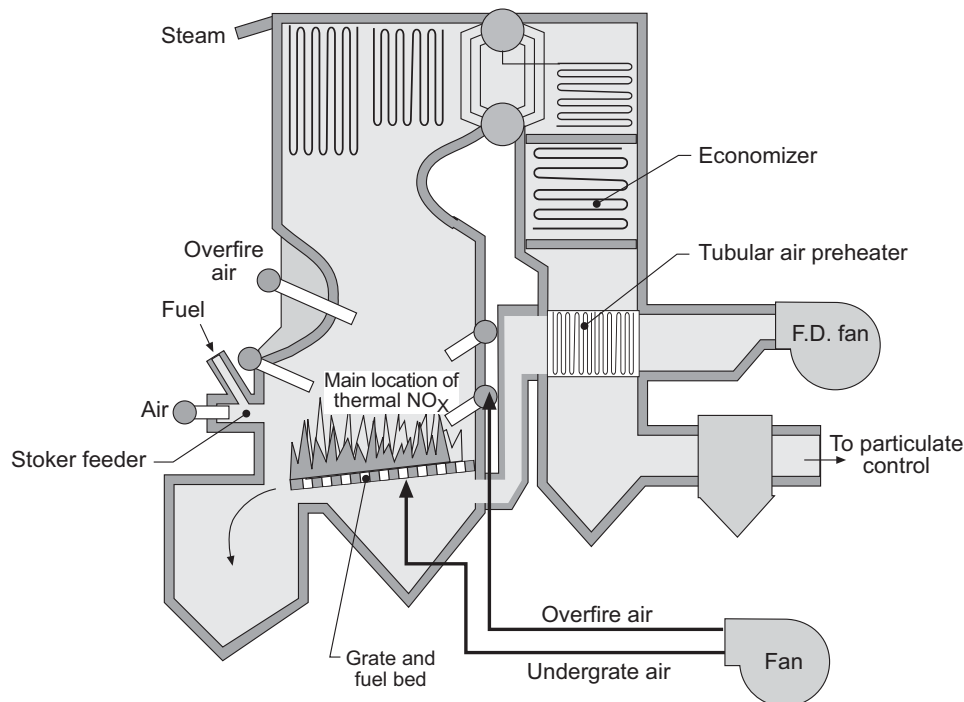 Steam
Economizer
Overfire
air
Tubular air preheater
Fuel
F.D. fan
Main location of
thermal NOX
Air
Stoker feeder
To particulate
control
Overfire air
Grate and
fuel bed
Undergrate air
Fan